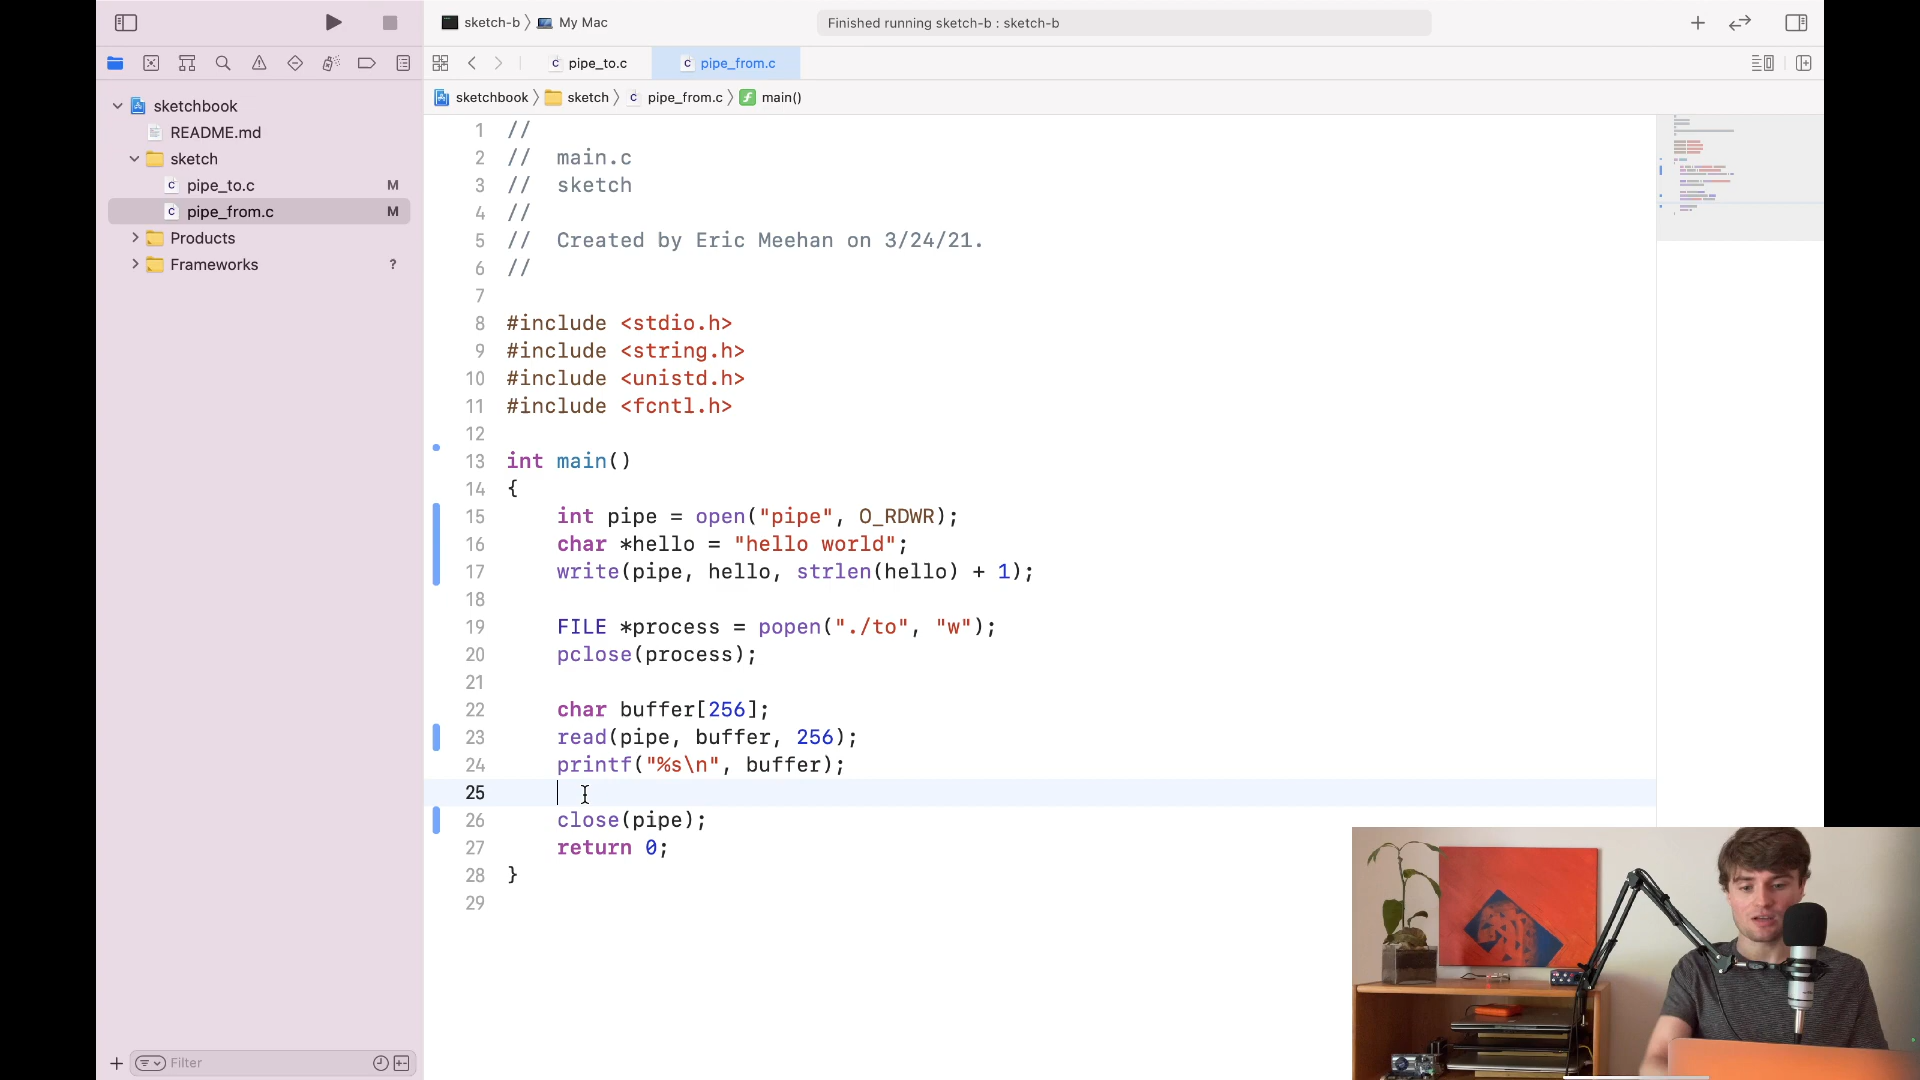 sketch-b 〉 My Mac
Finished running sketch-b : sketch-b
pipe_to.c
pipe_from.c
sketchbook 〉 sketch 〉 pipe_from.c 〉 main()
sketchbook
README.md
sketch
pipe_to.c M
pipe_from.c M
Products
Frameworks ?
1 //
2 //  main.c
3 //  sketch
4 //
5 //  Created by Eric Meehan on 3/24/21.
6 //
7
8 #include <stdio.h>
9 #include <string.h>
10 #include <unistd.h>
11 #include <fcntl.h>
12
13 int main()
14 {
15     int pipe = open("pipe", O_RDWR);
16     char *hello = "hello world";
17     write(pipe, hello, strlen(hello) + 1);
18
19     FILE *process = popen("./to", "w");
20     pclose(process);
21
22     char buffer[256];
23     read(pipe, buffer, 256);
24     printf("%s\n", buffer);
25
26     close(pipe);
27     return 0;
28 }
29
Filter